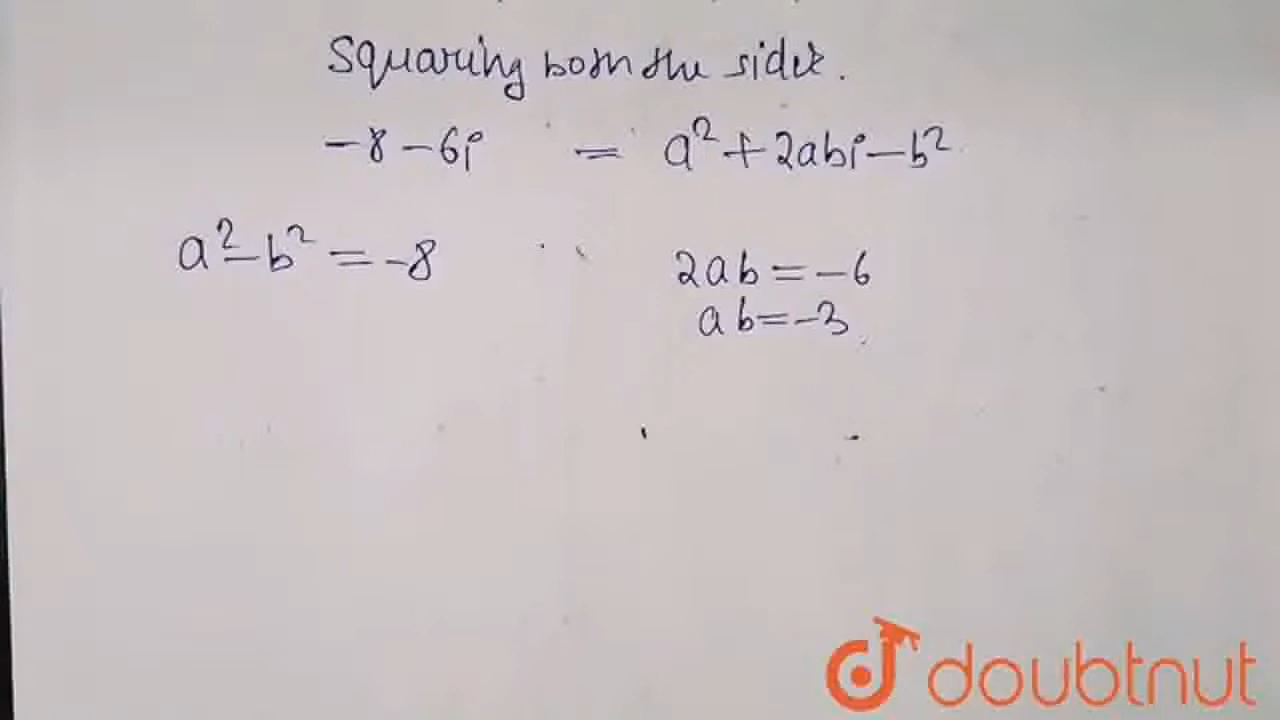 Squaring both the sides.
-8-6i = a²+2abi-b²
a²-b²=-8
2ab=-6
ab=-3
doubtnut